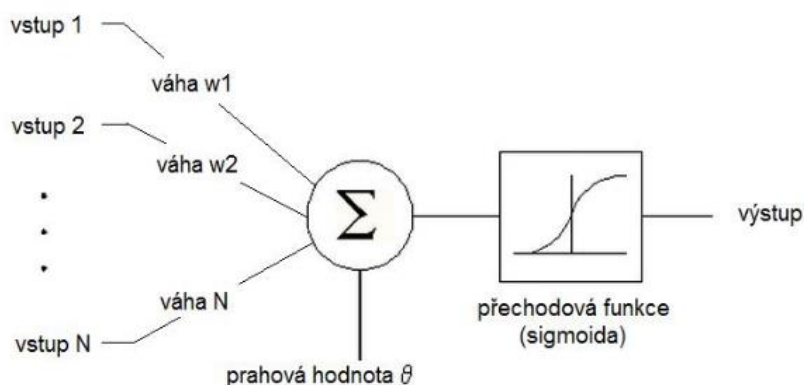 vstup 1
váha w1
vstup 2
váha w2
Σ
výstup
váha N
vstup N
přechodová funkce
(sigmoida)
prahová hodnota θ